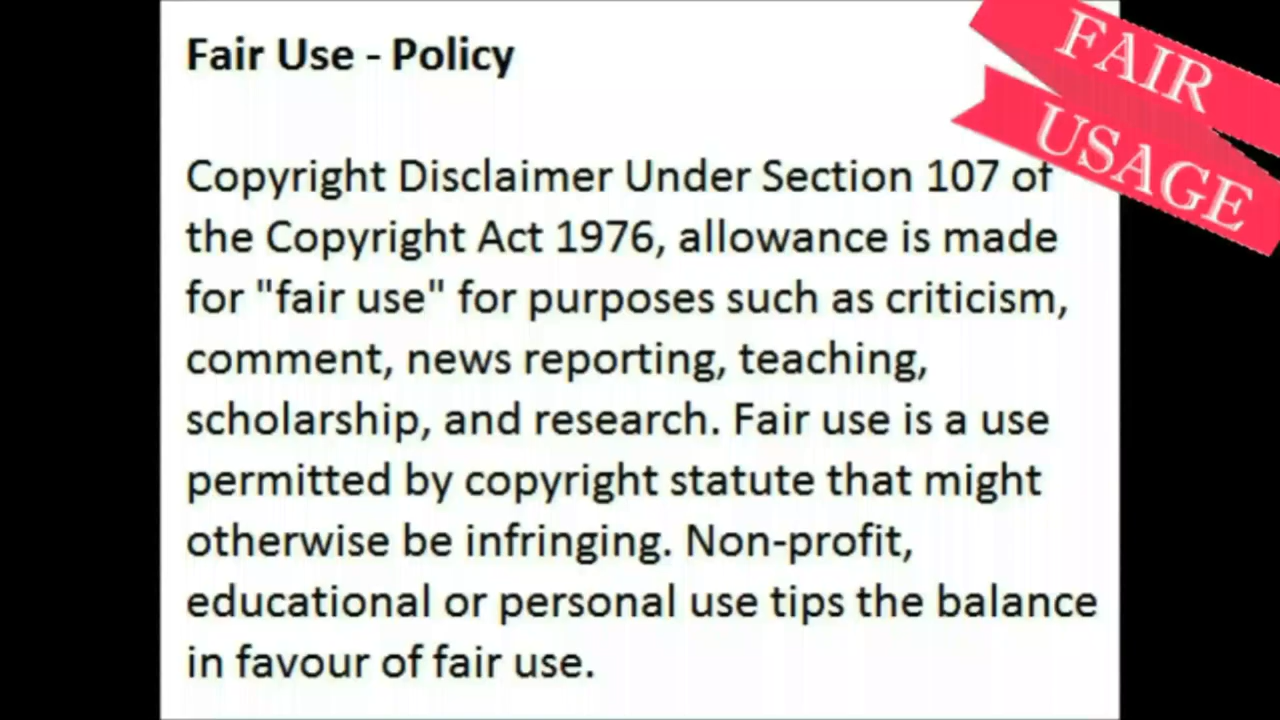 Fair Use - Policy
FAIR
USAGE
Copyright Disclaimer Under Section 107 of
the Copyright Act 1976, allowance is made
for "fair use" for purposes such as criticism,
comment, news reporting, teaching,
scholarship, and research. Fair use is a use
permitted by copyright statute that might
otherwise be infringing. Non-profit,
educational or personal use tips the balance
in favour of fair use.